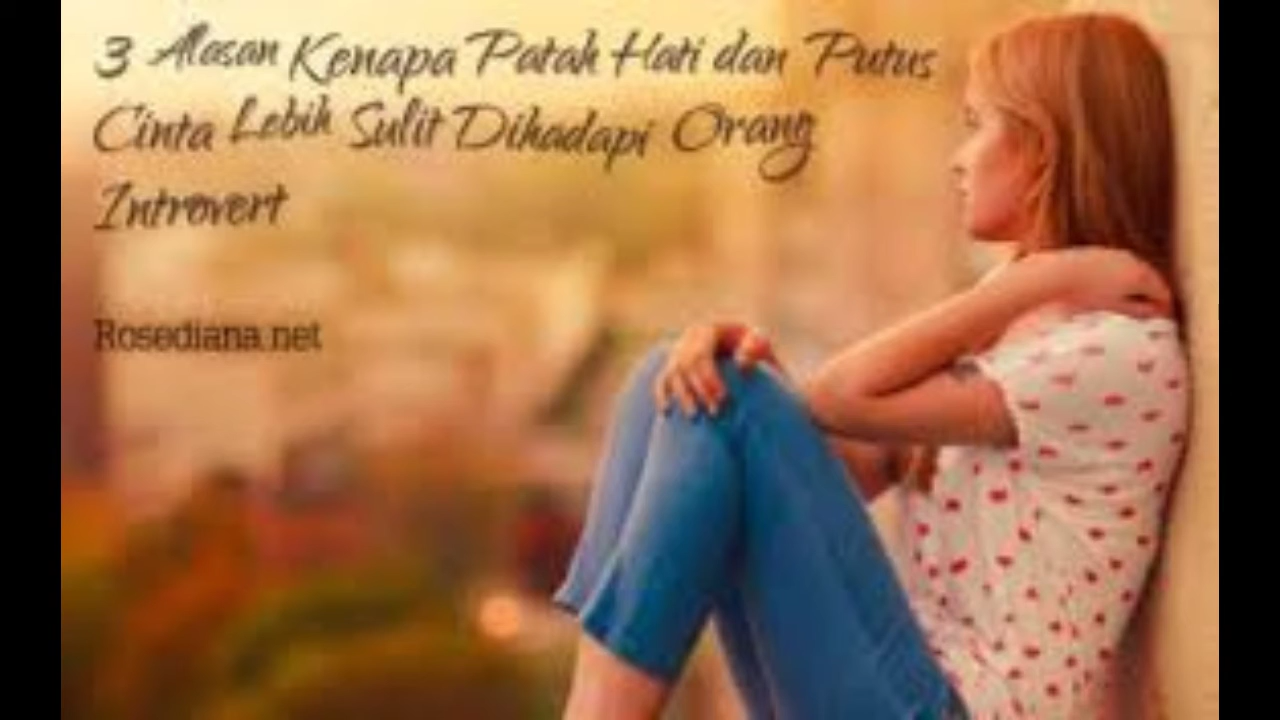 3 Alasan Kenapa Patah Hati dan Putus
Cinta Lebih Sulit Dihadapi Orang
Introvert
Rosediana.net